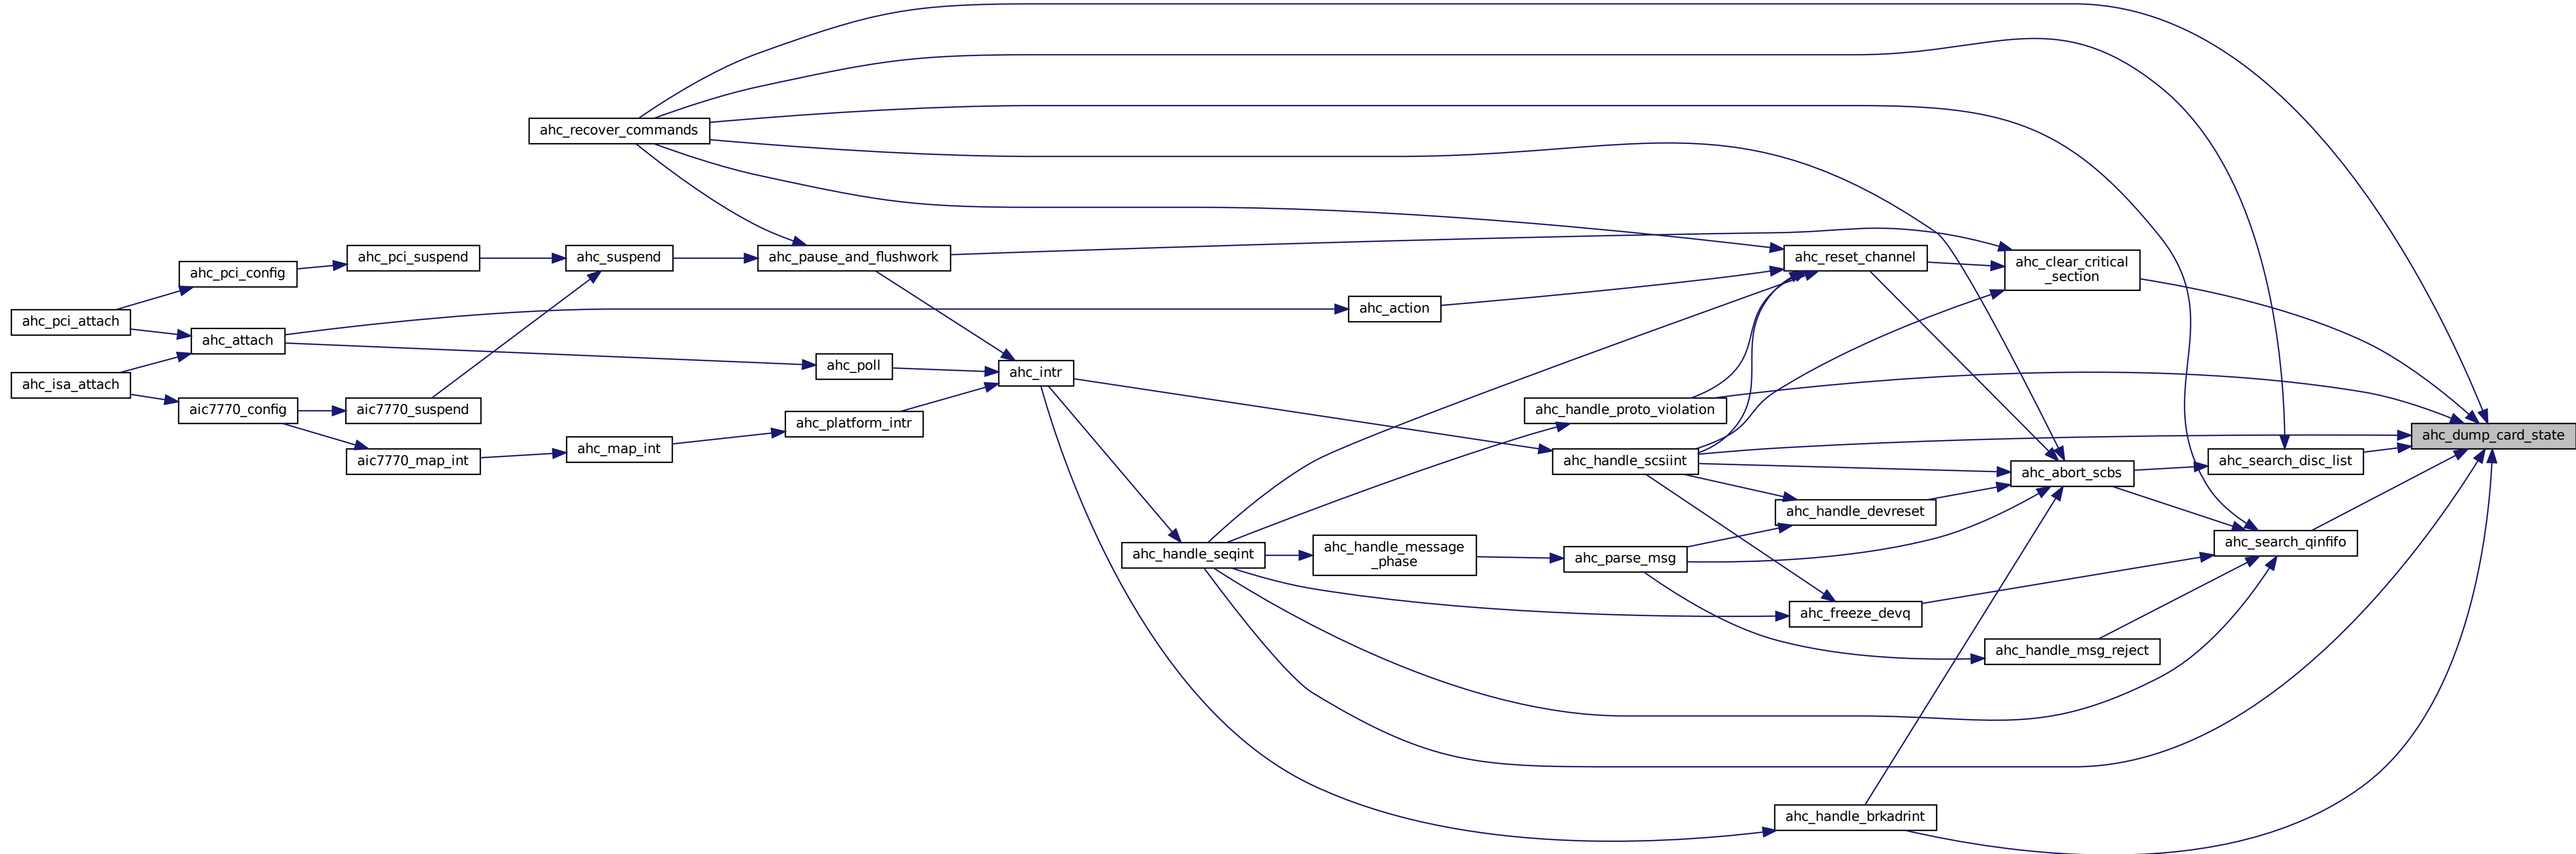 ahc_recover_commands
ahc_pci_suspend
ahc_suspend
ahc_pause_and_flushwork
ahc_reset_channel
ahc_clear_critical
_section
ahc_pci_config
ahc_action
ahc_pci_attach
ahc_attach
ahc_poll
ahc_intr
ahc_isa_attach
aic7770_config
aic7770_suspend
ahc_platform_intr
ahc_handle_proto_violation
ahc_dump_card_state
aic7770_map_int
ahc_map_int
ahc_handle_scsiint
ahc_abort_scbs
ahc_search_disc_list
ahc_handle_devreset
ahc_handle_seqint
ahc_handle_message
_phase
ahc_parse_msg
ahc_search_qinfifo
ahc_freeze_devq
ahc_handle_msg_reject
ahc_handle_brkadrint